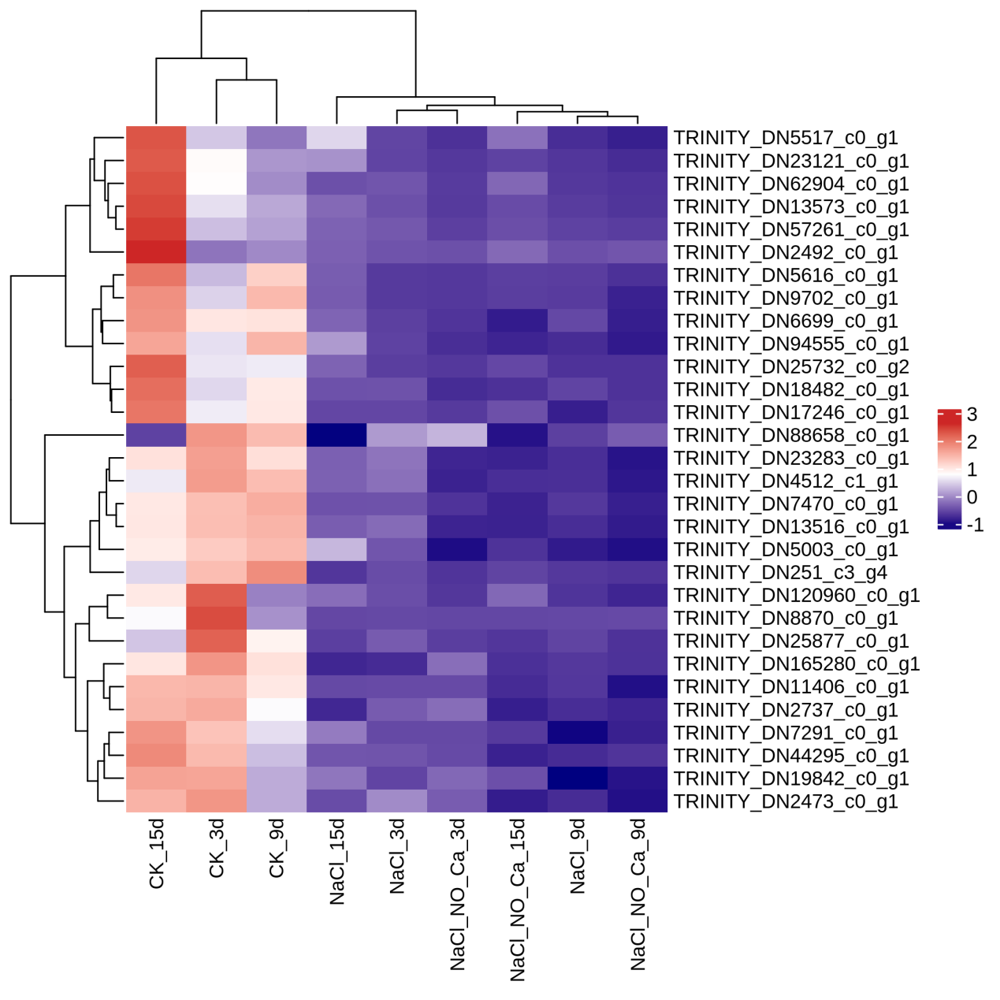 TRINITY_DN5517_c0_g1
TRINITY_DN23121_c0_g1
TRINITY_DN62904_c0_g1
TRINITY_DN13573_c0_g1
TRINITY_DN57261_c0_g1
TRINITY_DN2492_c0_g1
TRINITY_DN5616_c0_g1
TRINITY_DN9702_c0_g1
TRINITY_DN6699_c0_g1
TRINITY_DN94555_c0_g1
TRINITY_DN25732_c0_g2
TRINITY_DN18482_c0_g1
TRINITY_DN17246_c0_g1
TRINITY_DN88658_c0_g1
TRINITY_DN23283_c0_g1
TRINITY_DN4512_c1_g1
TRINITY_DN7470_c0_g1
TRINITY_DN13516_c0_g1
TRINITY_DN5003_c0_g1
TRINITY_DN251_c3_g4
TRINITY_DN120960_c0_g1
TRINITY_DN8870_c0_g1
TRINITY_DN25877_c0_g1
TRINITY_DN165280_c0_g1
TRINITY_DN11406_c0_g1
TRINITY_DN2737_c0_g1
TRINITY_DN7291_c0_g1
TRINITY_DN44295_c0_g1
TRINITY_DN19842_c0_g1
TRINITY_DN2473_c0_g1
3
2
1
0
-1
CK_15d
CK_3d
CK_9d
NaCl_15d
NaCl_3d
NaCl_NO_Ca_3d
NaCl_NO_Ca_15d
NaCl_9d
NaCl_NO_Ca_9d